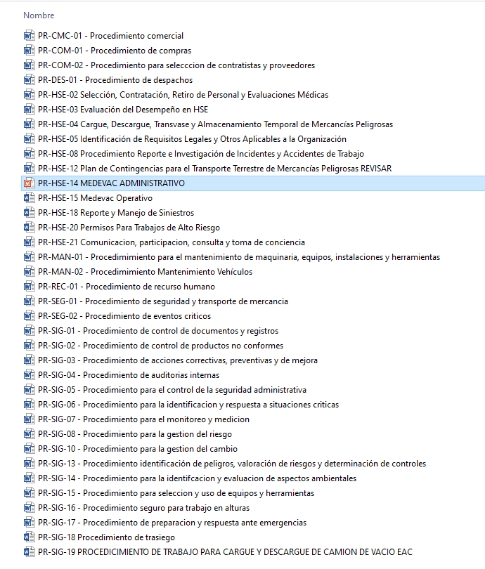 Nombre
PR-CMC-01 - Procedimiento comercial
PR-COM-01 - Procedimiento de compras
PR-COM-02 - Procedimiento para selecccion de contratistas y proveedores
PR-DES-01 - Procedimiento de despachos
PR-HSE-02 Selección, Contratación, Retiro de Personal y Evaluaciones Médicas
PR-HSE-03 Evaluación del Desempeño en HSE
PR-HSE-04 Cargue, Descargue, Transvase y Almacenamiento Temporal de Mercancías Peligrosas
PR-HSE-05 Identificación de Requisitos Legales y Otros Aplicables a la Organización
PR-HSE-08 Procedimiento Reporte e Investigación de Incidentes y Accidentes de Trabajo
PR-HSE-12 Plan de Contingencias para el Transporte Terrestre de Mercancías Peligrosas REVISAR
PR-HSE-14 MEDEVAC ADMINISTRATIVO
PR-HSE-15 Medevac Operativo
PR-HSE-18 Reporte y Manejo de Siniestros
PR-HSE-20 Permisos Para Trabajos de Alto Riesgo
PR-HSE-21 Comunicacion, participacion, consulta y toma de conciencia
PR-MAN-01 - Procedimimiento para el mantenimiento de maquinaria, equipos, instalaciones y herramientas
PR-MAN-02 - Procedimiento Mantenimiento Vehículos
PR-REC-01 - Procedimiento de recurso humano
PR-SEG-01 - Procedimiento de seguridad y transporte de mercancia
PR-SEG-02 - Procedimiento de eventos criticos
PR-SIG-01 - Procedimiento de control de documentos y registros
PR-SIG-02 - Procedimiento de control de productos no conformes
PR-SIG-03 - Procedimiento de acciones correctivas, preventivas y de mejora
PR-SIG-04 - Procedimiento de auditorias internas
PR-SIG-05 - Procedimiento para el control de la seguridad administrativa
PR-SIG-06 - Procedimiento para la identificacion y respuesta a situaciones criticas
PR-SIG-07 - Procedimiento para el monitoreo y medicion
PR-SIG-08 - Procedimiento para la gestion del riesgo
PR-SIG-10 - Procedimiento para la gestion del cambio
PR-SIG-13 - Procedimiento identificación de peligros, valoración de riesgos y determinación de controles
PR-SIG-14 - Procedimiento para la identifcacion y evaluacion de aspectos ambientales
PR-SIG-15 - Procedimiento para seleccion y uso de equipos y herramientas
PR-SIG-16 - Procedimiento seguro para trabajo en alturas
PR-SIG-17 - Procedimiento de preparacion y respuesta ante emergencias
PR-SIG-18 Procedimiento de trasiego
PR-SIG-19 PROCEDICIMIENTO DE TRABAJO PARA CARGUE Y DESCARGUE DE CAMION DE VACIO EAC